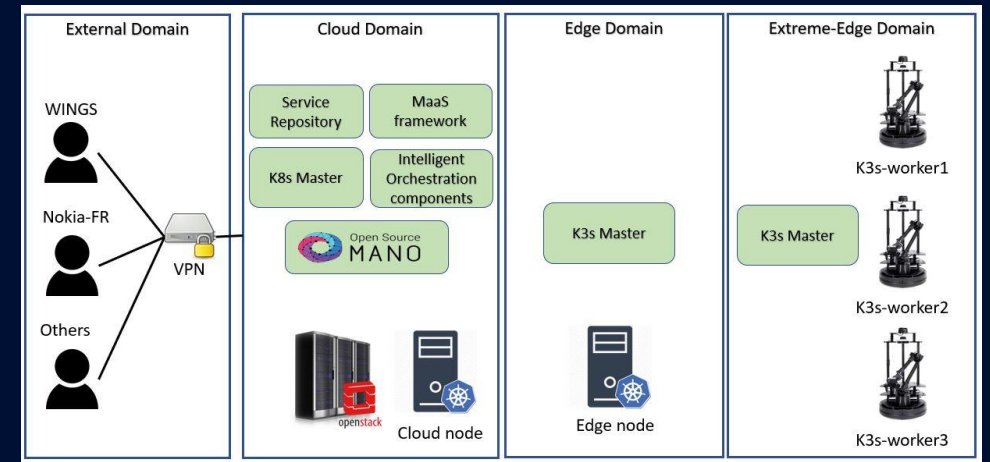 External Domain
WINGS
Nokia-FR
VPN
Others
Cloud Domain
Service
Repository
MaaS
framework
K8s Master
Intelligent
Orchestration
components
Open Source
MANO
openstack
Cloud node
Edge Domain
K3s Master
Edge node
Extreme-Edge Domain
K3s-worker1
K3s Master
K3s-worker2
K3s-worker3